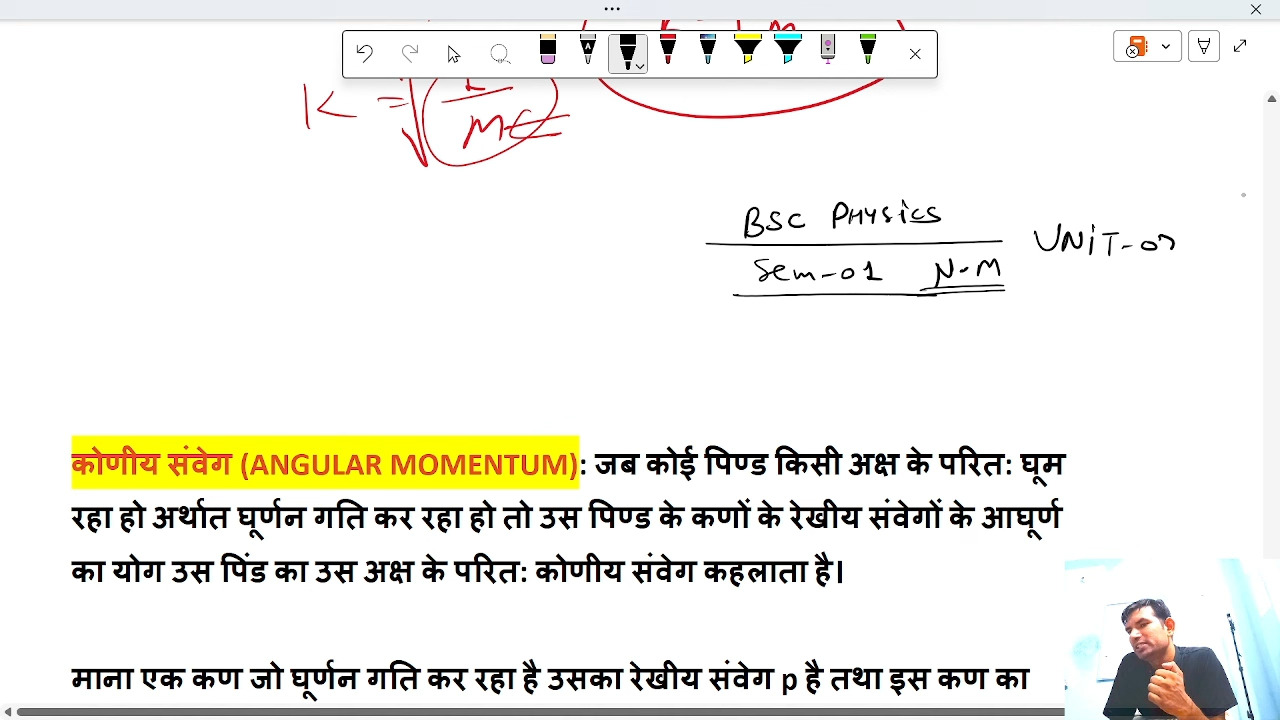 K = √ I / M
BSC PHYSICS
Sem-01 N-M
UNIT-0
कोणीय संवेग (ANGULAR MOMENTUM): जब कोई पिण्ड किसी अक्ष के परित: घूम
रहा हो अर्थात घूर्णन गति कर रहा हो तो उस पिण्ड के कणों के रेखीय संवेगों के आघूर्ण
का योग उस पिंड का उस अक्ष के परित: कोणीय संवेग कहलाता है।
माना एक कण जो घूर्णन गति कर रहा है उसका रेखीय संवेग p है तथा इस कण का